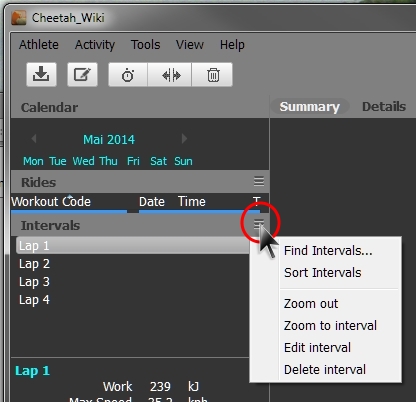 Cheetah_Wiki
Athlete Activity Tools View Help
Calendar
Summary Details
Mai 2014
Mon Tue Wed Thu Fri Sat Sun
Rides
Workout Code Date Time T
Intervals
Lap 1
Lap 2
Lap 3
Lap 4
Find Intervals...
Sort Intervals
Zoom out
Zoom to interval
Edit interval
Delete interval
Lap 1
Work 239 kJ
Max Speed 25.2 kph